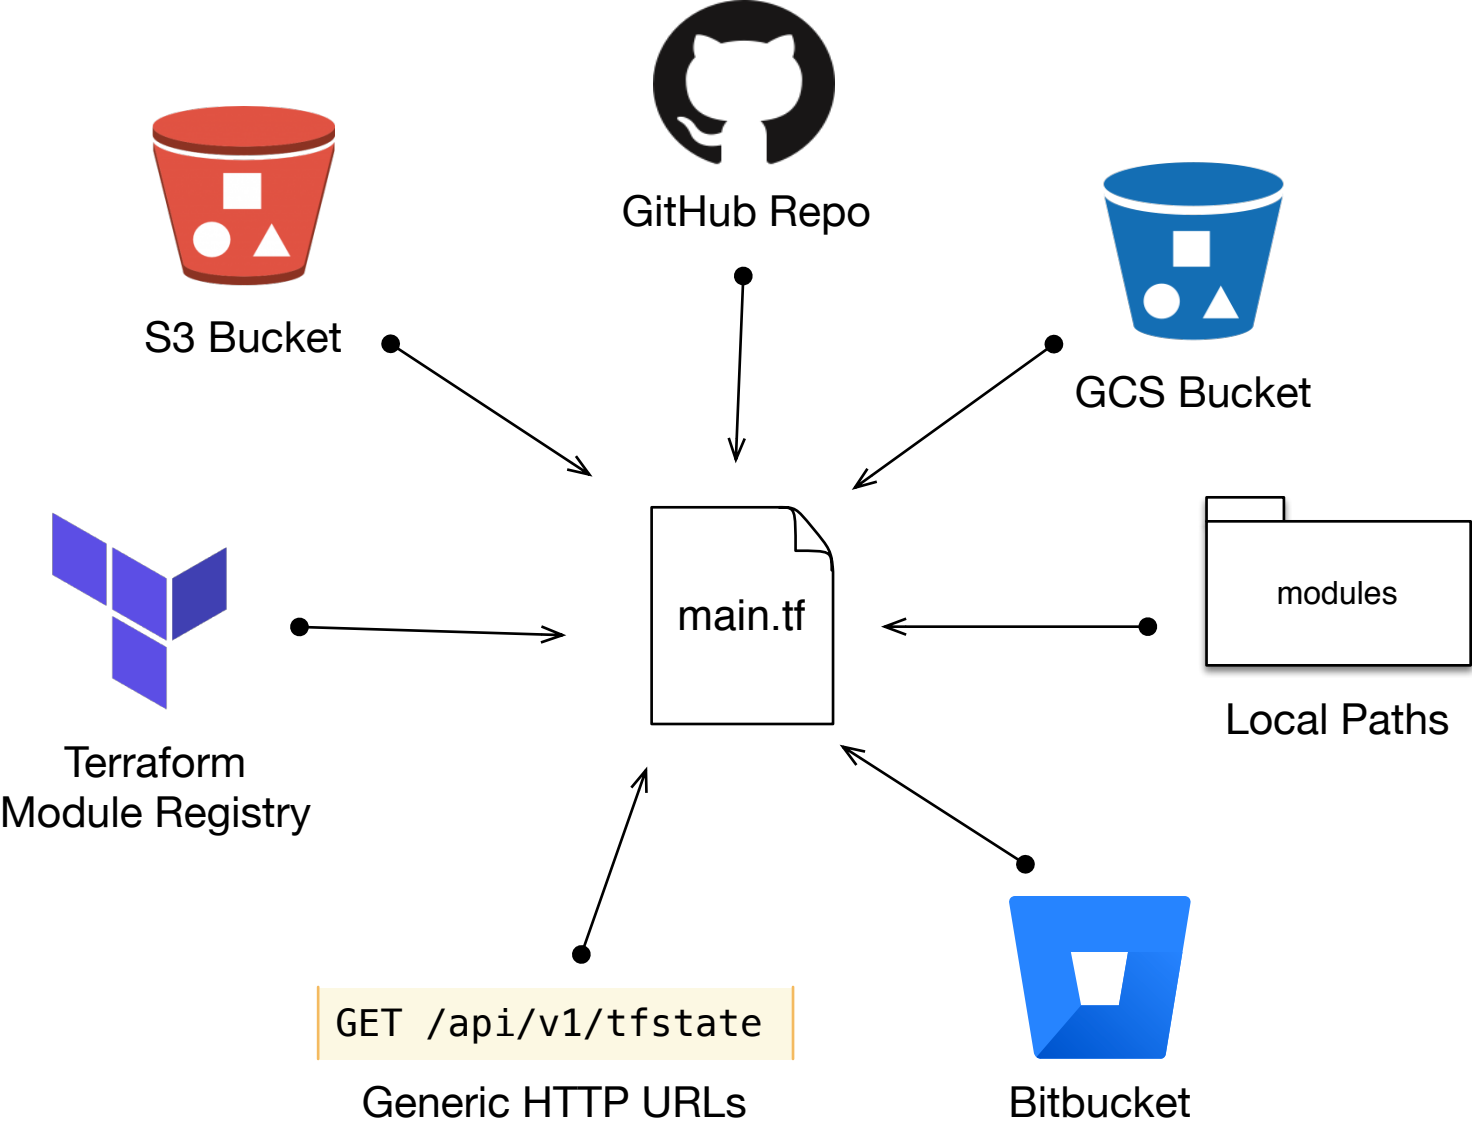 GitHub Repo
S3 Bucket
GCS Bucket
main.tf
modules
Local Paths
Terraform
Module Registry
GET /api/v1/tfstate
Generic HTTP URLs
Bitbucket